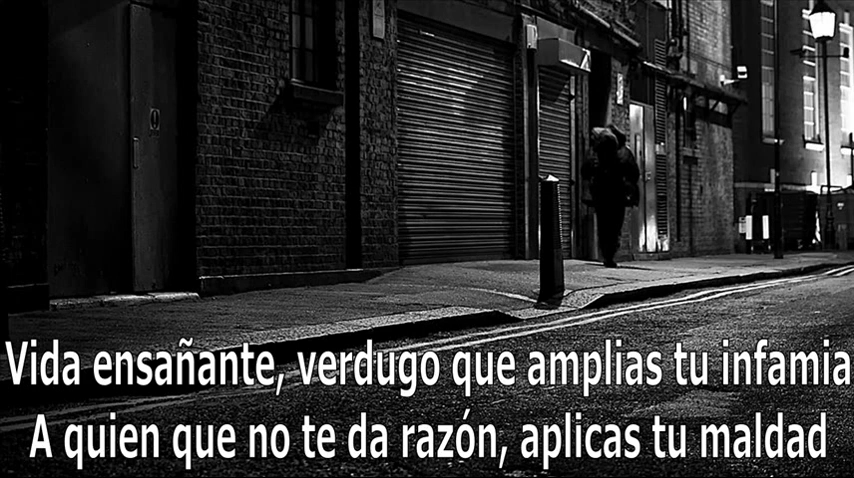 Vida ensañante, verdugo que amplias tu infamia
A quien que no te da razón, aplicas tu maldad